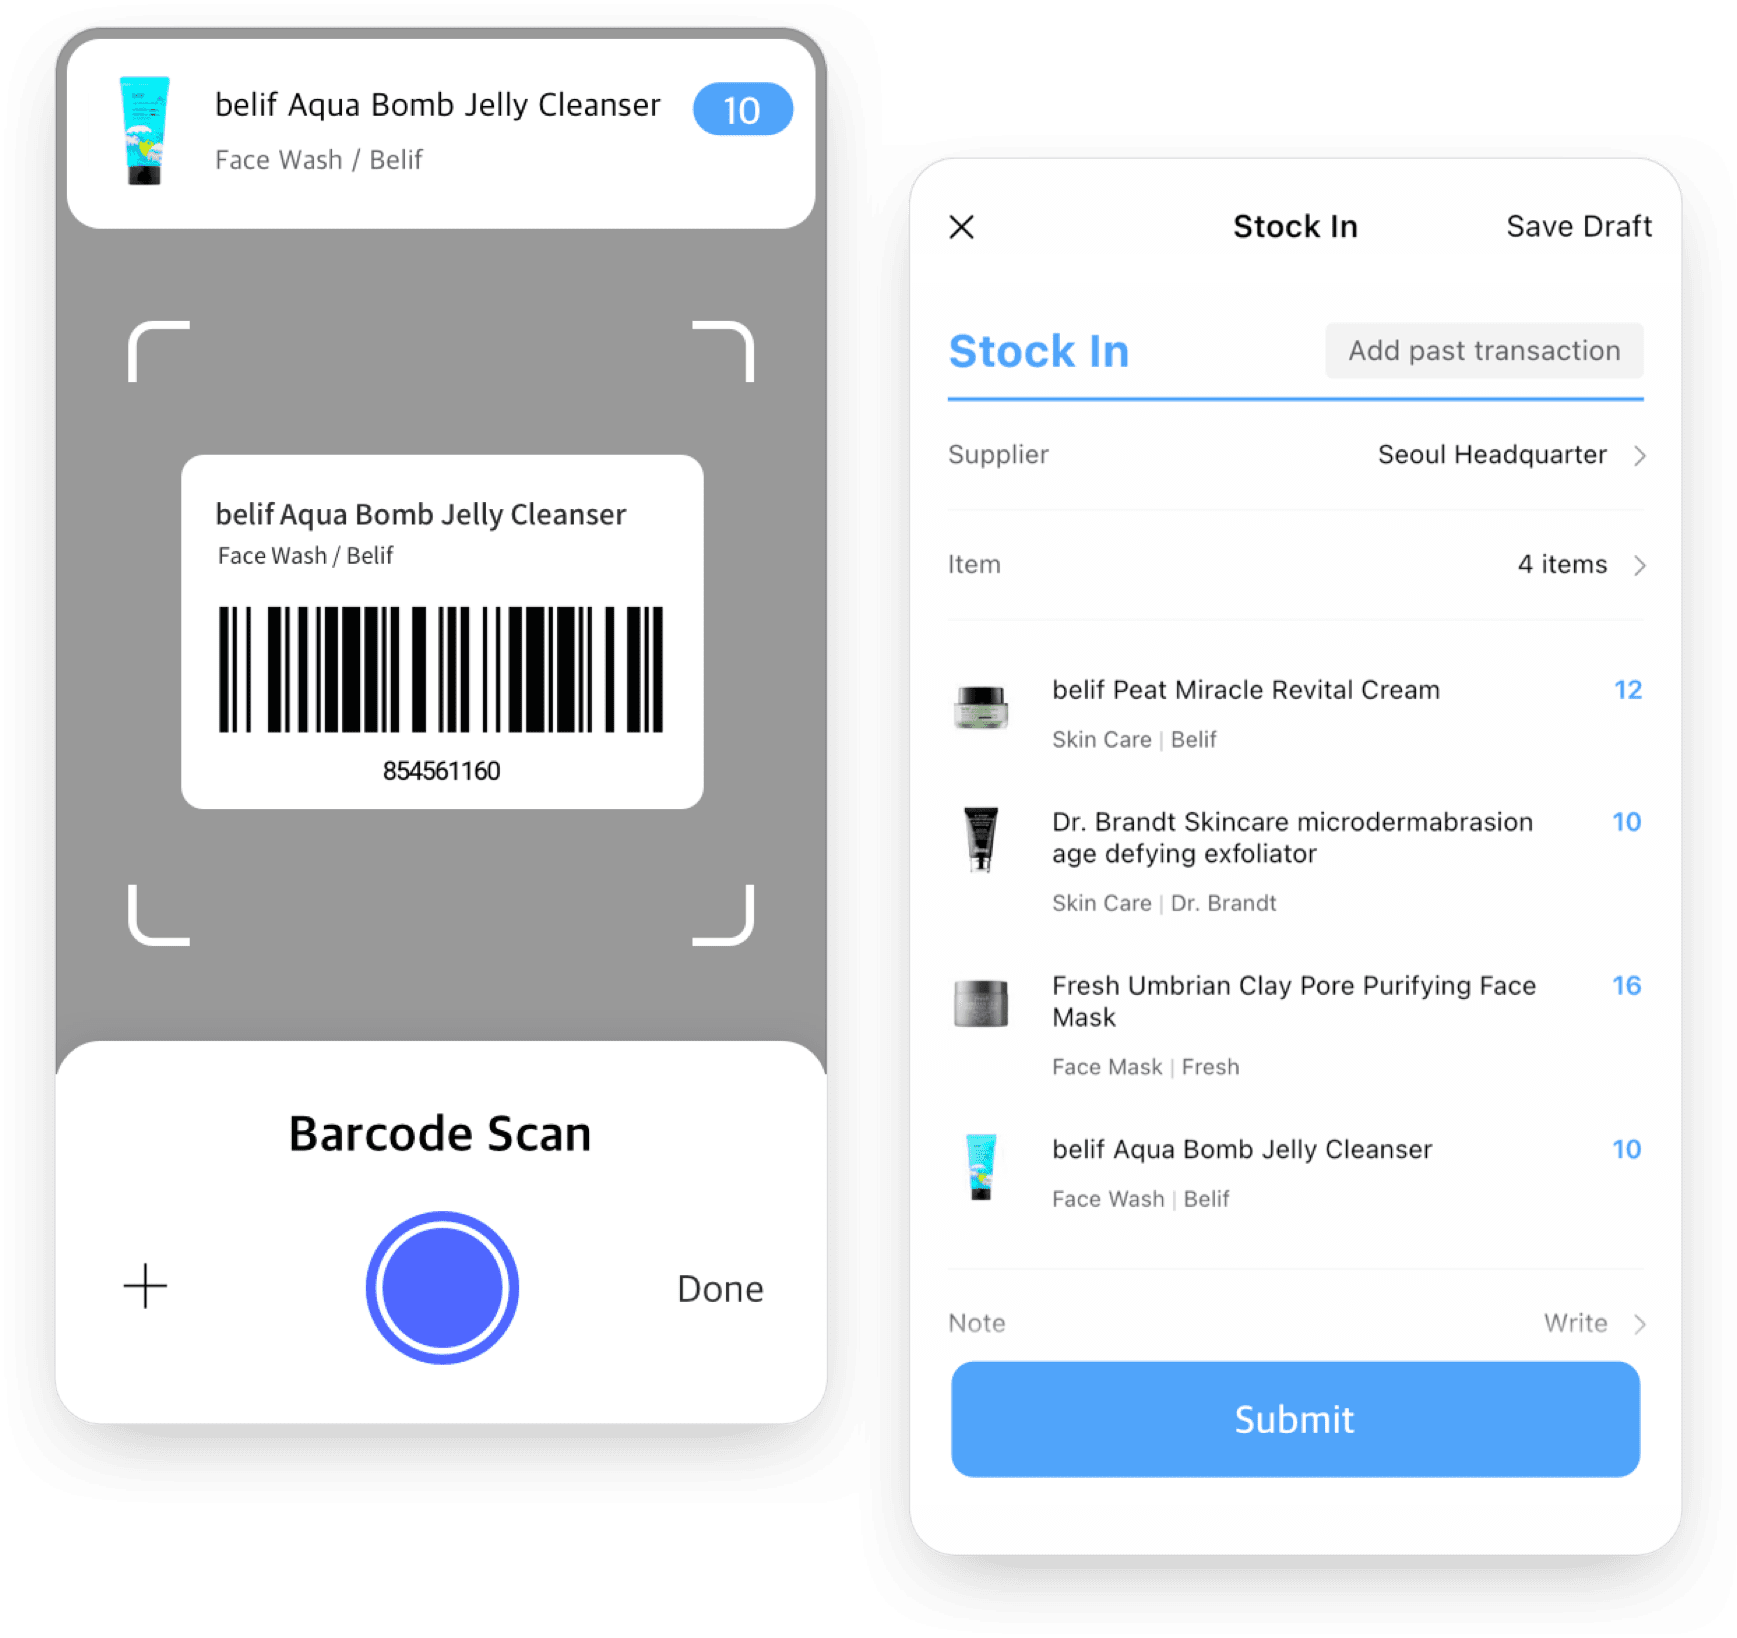 belif Aqua Bomb Jelly Cleanser
10
Face Wash / Belif
belif Aqua Bomb Jelly Cleanser
Face Wash / Belif
854561160
Barcode Scan
Done
Stock In
Save Draft
Stock In
Add past transaction
Supplier
Seoul Headquarter
Item
4 items
belif Peat Miracle Revital Cream
12
Skin Care | Belif
Dr. Brandt Skincare microdermabrasion
age defying exfoliator
10
Skin Care | Dr. Brandt
Fresh Umbrian Clay Pore Purifying Face
Mask
16
Face Mask | Fresh
belif Aqua Bomb Jelly Cleanser
10
Face Wash | Belif
Note
Write
Submit